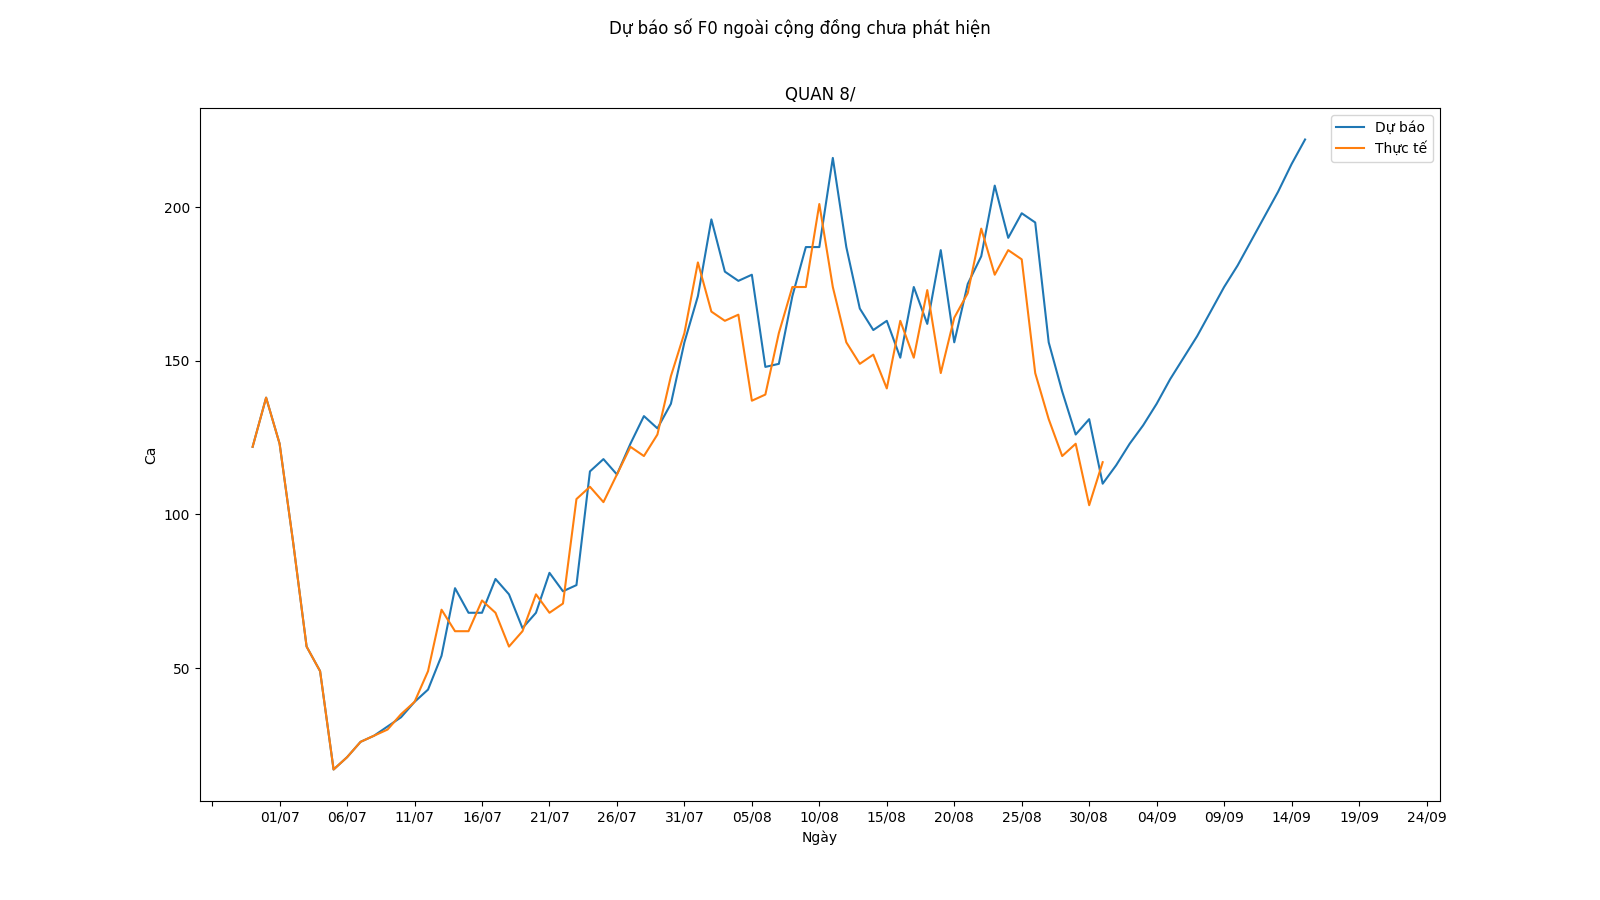 Dự báo số F0 ngoài cộng đồng chưa phát hiện
QUAN 8/
Dự báo
Thực tế
200
150
100
50
Ca
01/07 06/07 11/07 16/07 21/07 26/07 31/07 05/08 10/08 15/08 20/08 25/08 30/08 04/09 09/09 14/09 19/09 24/09
Ngày